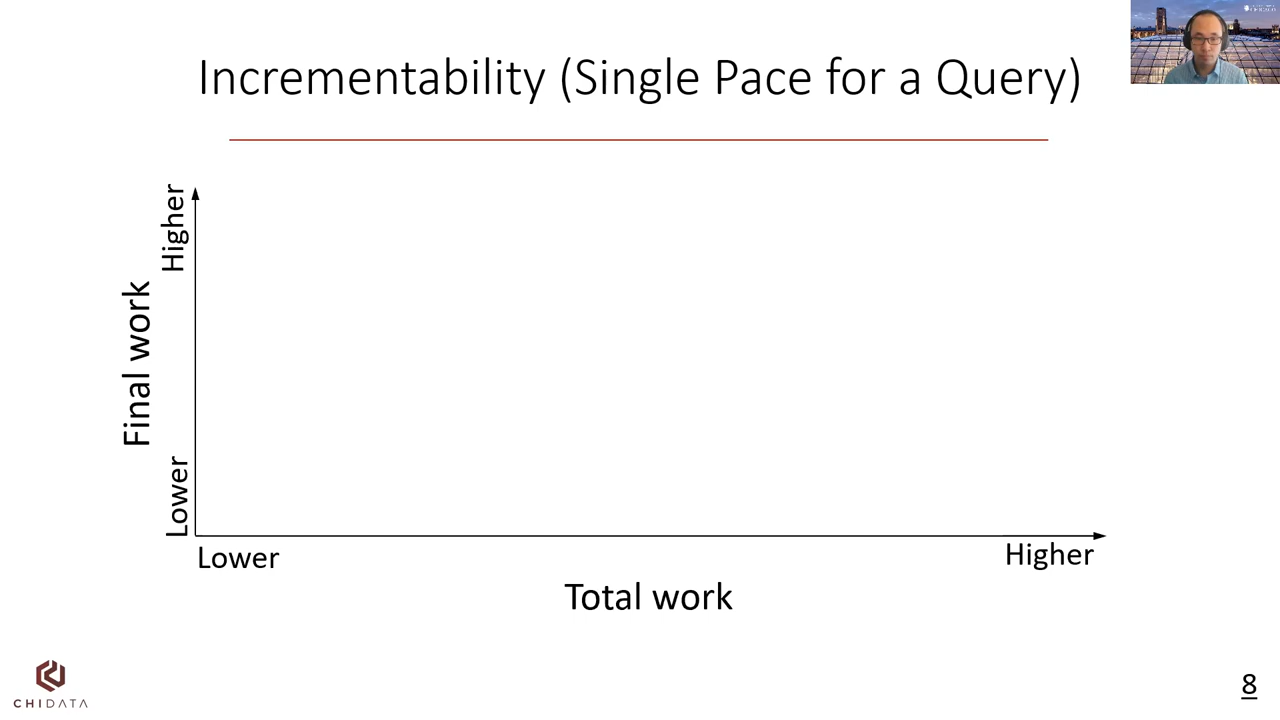 Incrementability (Single Pace for a Query)
Higher
Final work
Lower
Lower
Higher
Total work
CHIDATA
8